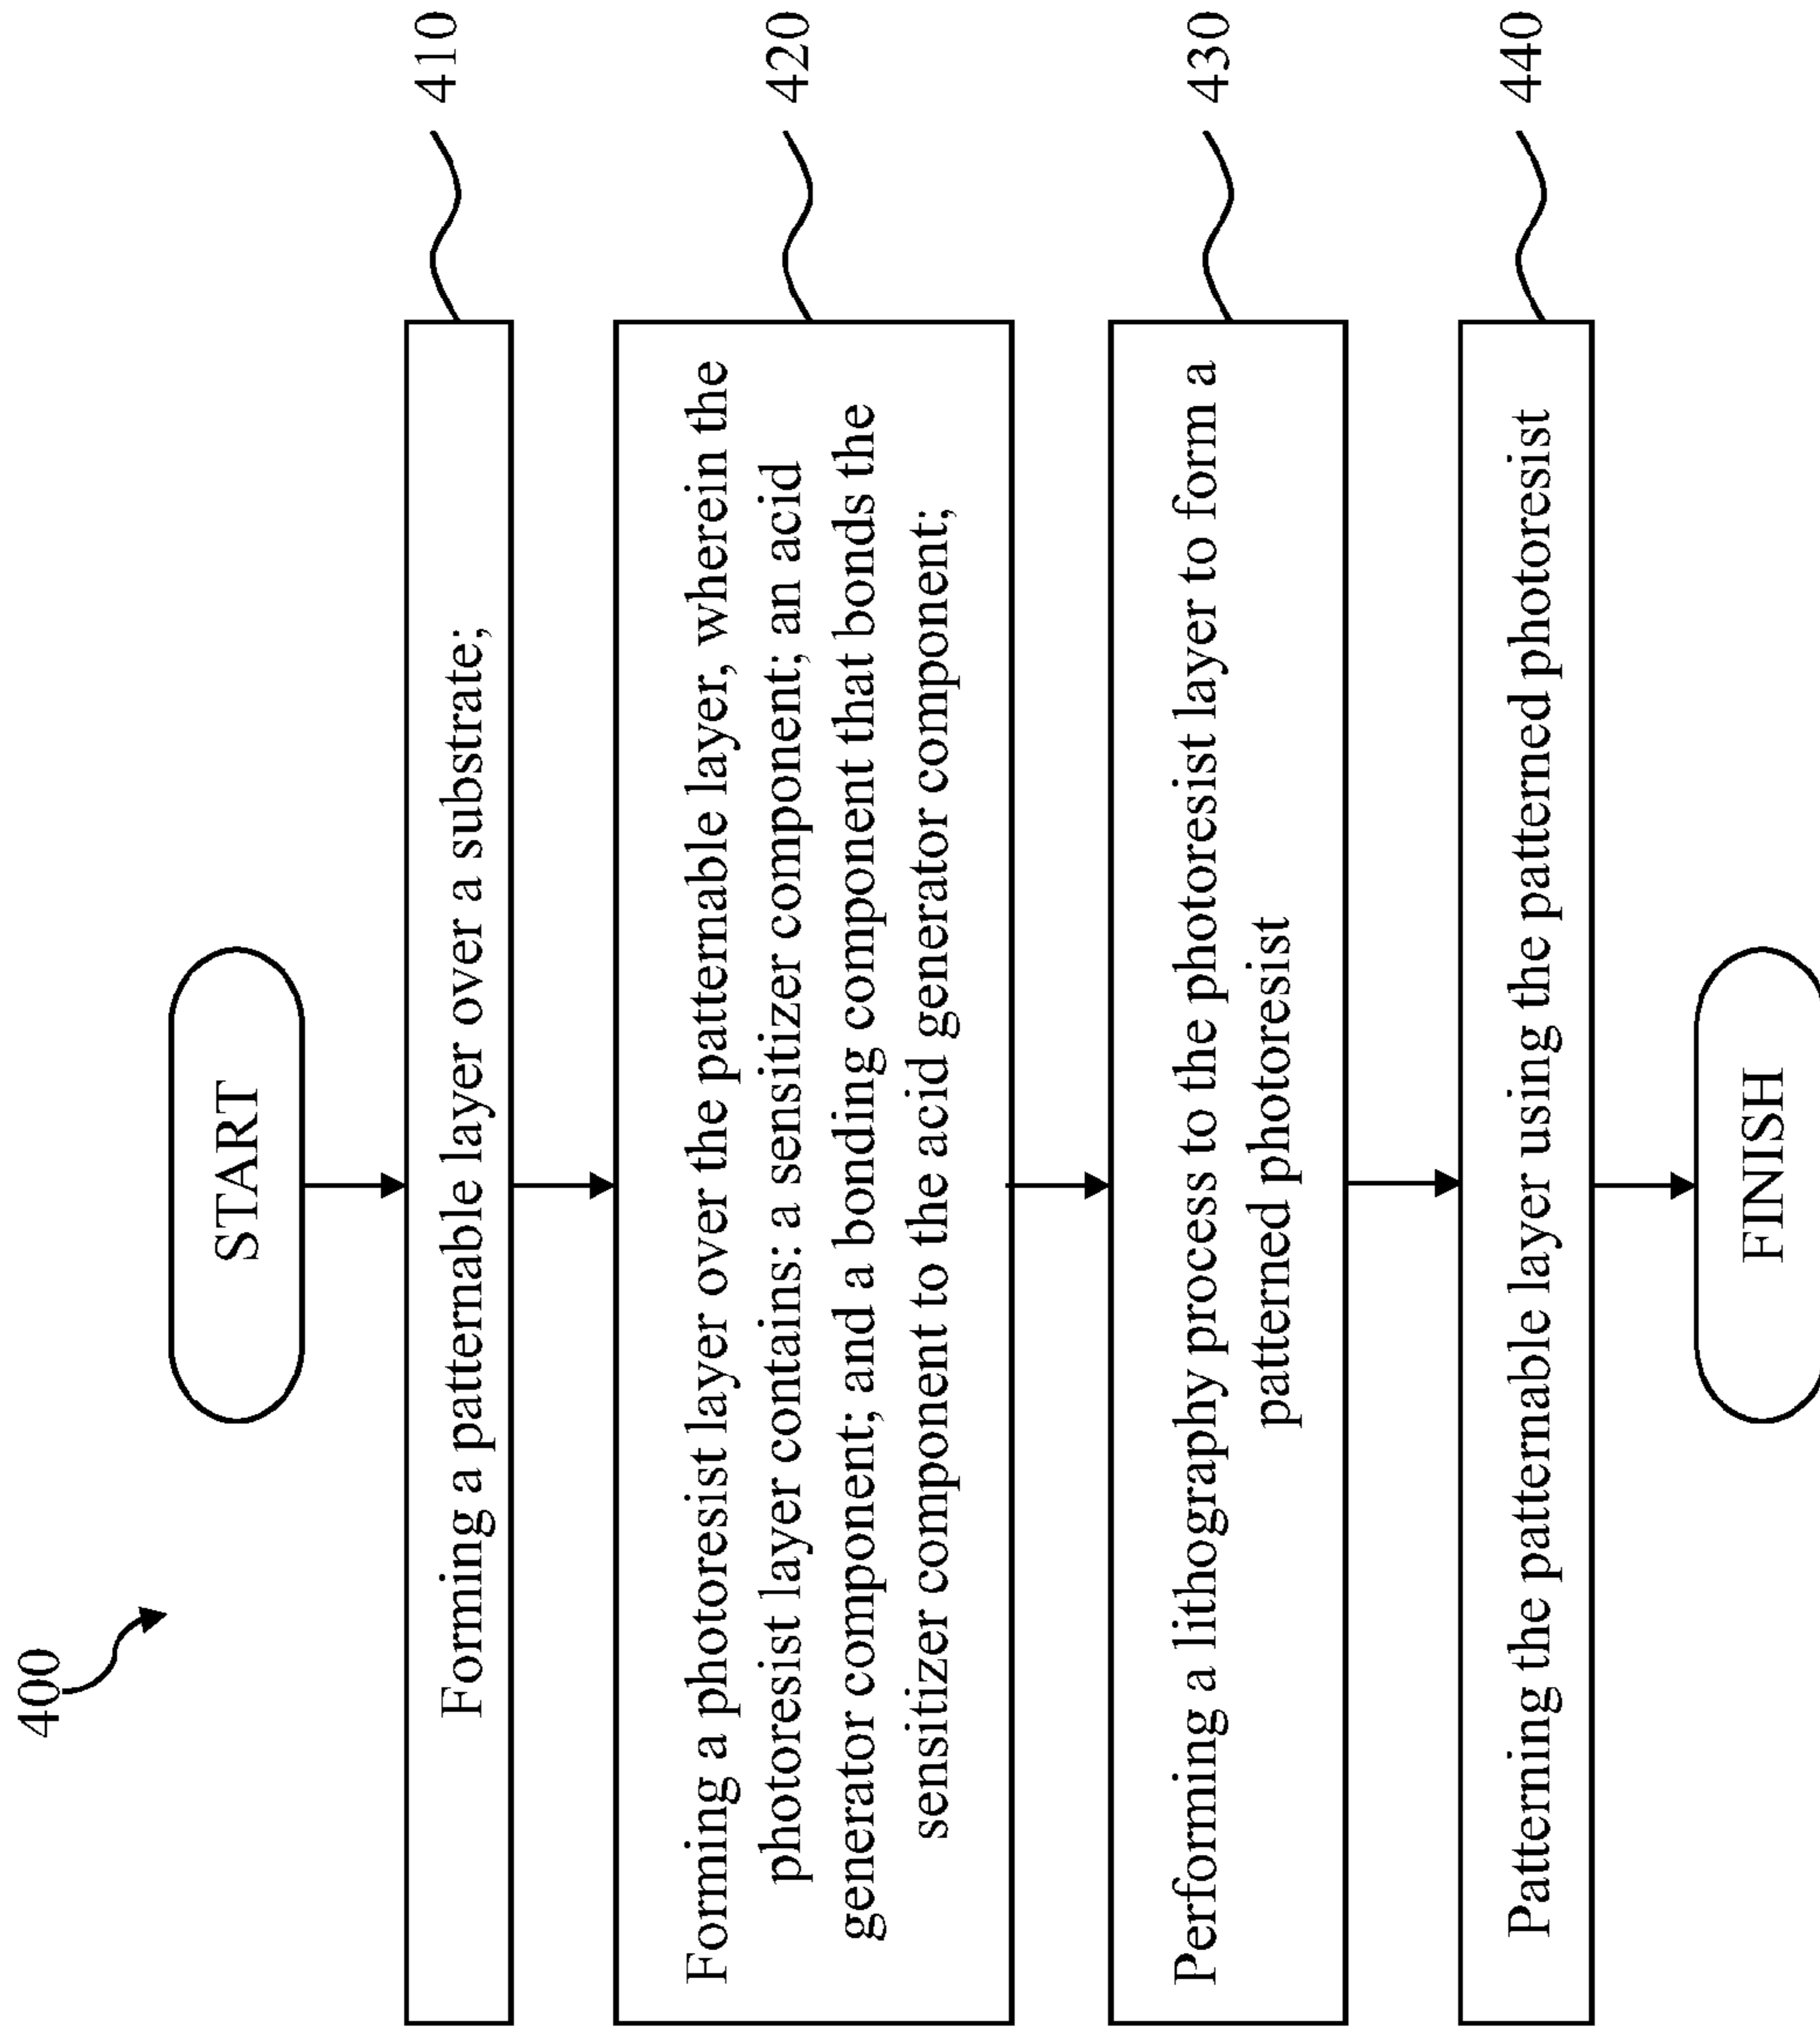 400
START
Forming a patternable layer over a substrate;
410
Forming a photoresist layer over the patternable layer, wherein the
photoresist layer contains: a sensitizer component; an acid
generator component; and a bonding component that bonds the
sensitizer component to the acid generator component;
420
Performing a lithography process to the photoresist layer to form a
patterned photoresist
430
Patterning the patternable layer using the patterned photoresist
440
FINISH